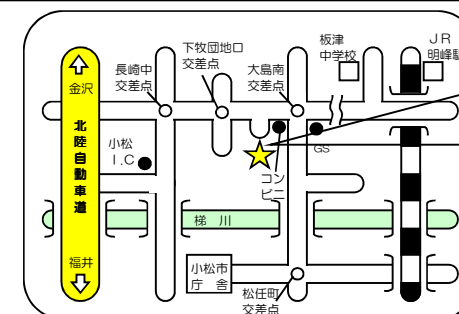 金沢
北陸自動車道
福井
長崎中
交差点
下牧団地口
交差点
大島南
交差点
板津
中学校
JR
明峰駅
小松
I.C
コン
ビニ
GS
梯川
小松市
庁舎
松任町
交差点